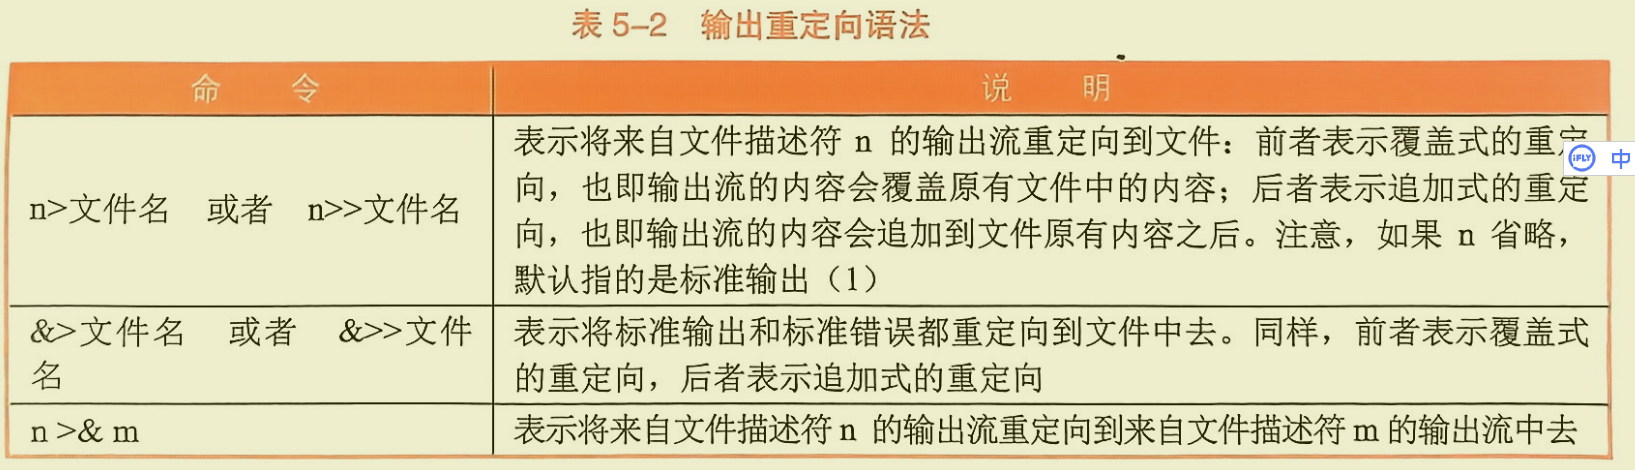 表 5-2 输出重定向语法
命 令 说 明
n>文件名 或者 n>>文件名
表示将来自文件描述符 n 的输出流重定向到文件：前者表示覆盖式的重定
向，也即输出流的内容会覆盖原有文件中的内容；后者表示追加式的重定
向，也即输出流的内容会追加到文件原有内容之后。注意，如果 n 省略，
默认指的是标准输出（1）
&>文件名 或者 &>>文件
名
表示将标准输出和标准错误都重定向到文件中去。同样，前者表示覆盖式
的重定向，后者表示追加式的重定向
n >& m
表示将来自文件描述符 n 的输出流重定向到来自文件描述符 m 的输出流中去
iFLY 中